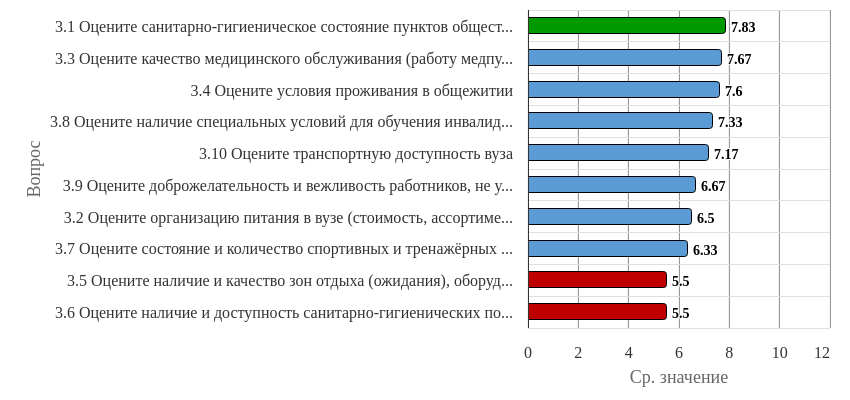 3.1 Оцените санитарно-гигиеническое состояние пунктов общест... 7.83
3.3 Оцените качество медицинского обслуживания (работу медпу... 7.67
3.4 Оцените условия проживания в общежитии 7.6
3.8 Оцените наличие специальных условий для обучения инвалид... 7.33
3.10 Оцените транспортную доступность вуза 7.17
3.9 Оцените доброжелательность и вежливость работников, не у... 6.67
3.2 Оцените организацию питания в вузе (стоимость, ассортиме... 6.5
3.7 Оцените состояние и количество спортивных и тренажёрных ... 6.33
3.5 Оцените наличие и качество зон отдыха (ожидания), оборуд... 5.5
3.6 Оцените наличие и доступность санитарно-гигиенических по... 5.5
Вопрос
0 2 4 6 8 10 12
Ср. значение